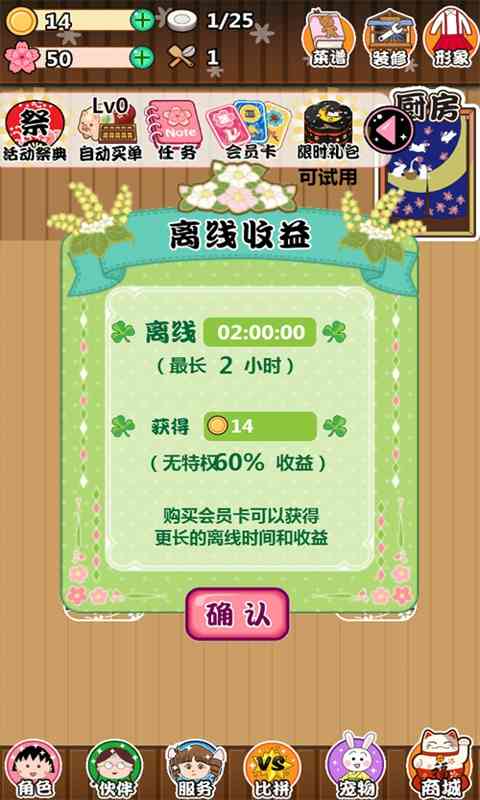 14
1/25
50
1
菜谱
装修
形象
祭
活动祭典
Lv0
自动买单
Note
任务
会员卡
限时礼包
可试用
厨房
离线收益
离线 02:00:00
（最长 2 小时）
获得 14
（无特权60% 收益）
购买会员卡可以获得
更长的离线时间和收益
确认
角色
伙伴
服务
VS
比拼
宠物
商城